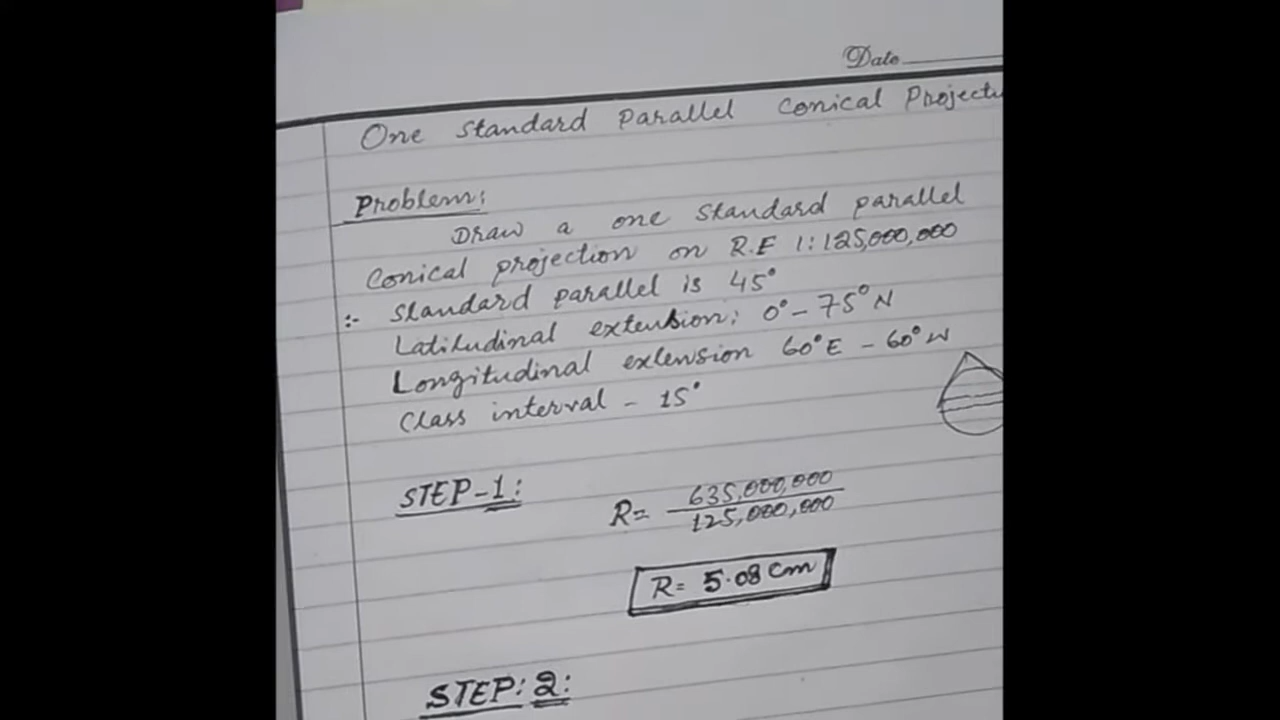 Date
One Standard Parallel Conical Projecti
Problem:
Draw a one standard parallel
Conical projection on R.F 1:125,000,000
:- Standard parallel is 45°
Latitudinal extension: 0° - 75° N
Longitudinal extension 60° E - 60° W
Class interval - 15°
STEP-1:
R= 635,000,000
125,000,000
R= 5.08 cm
STEP: 2: